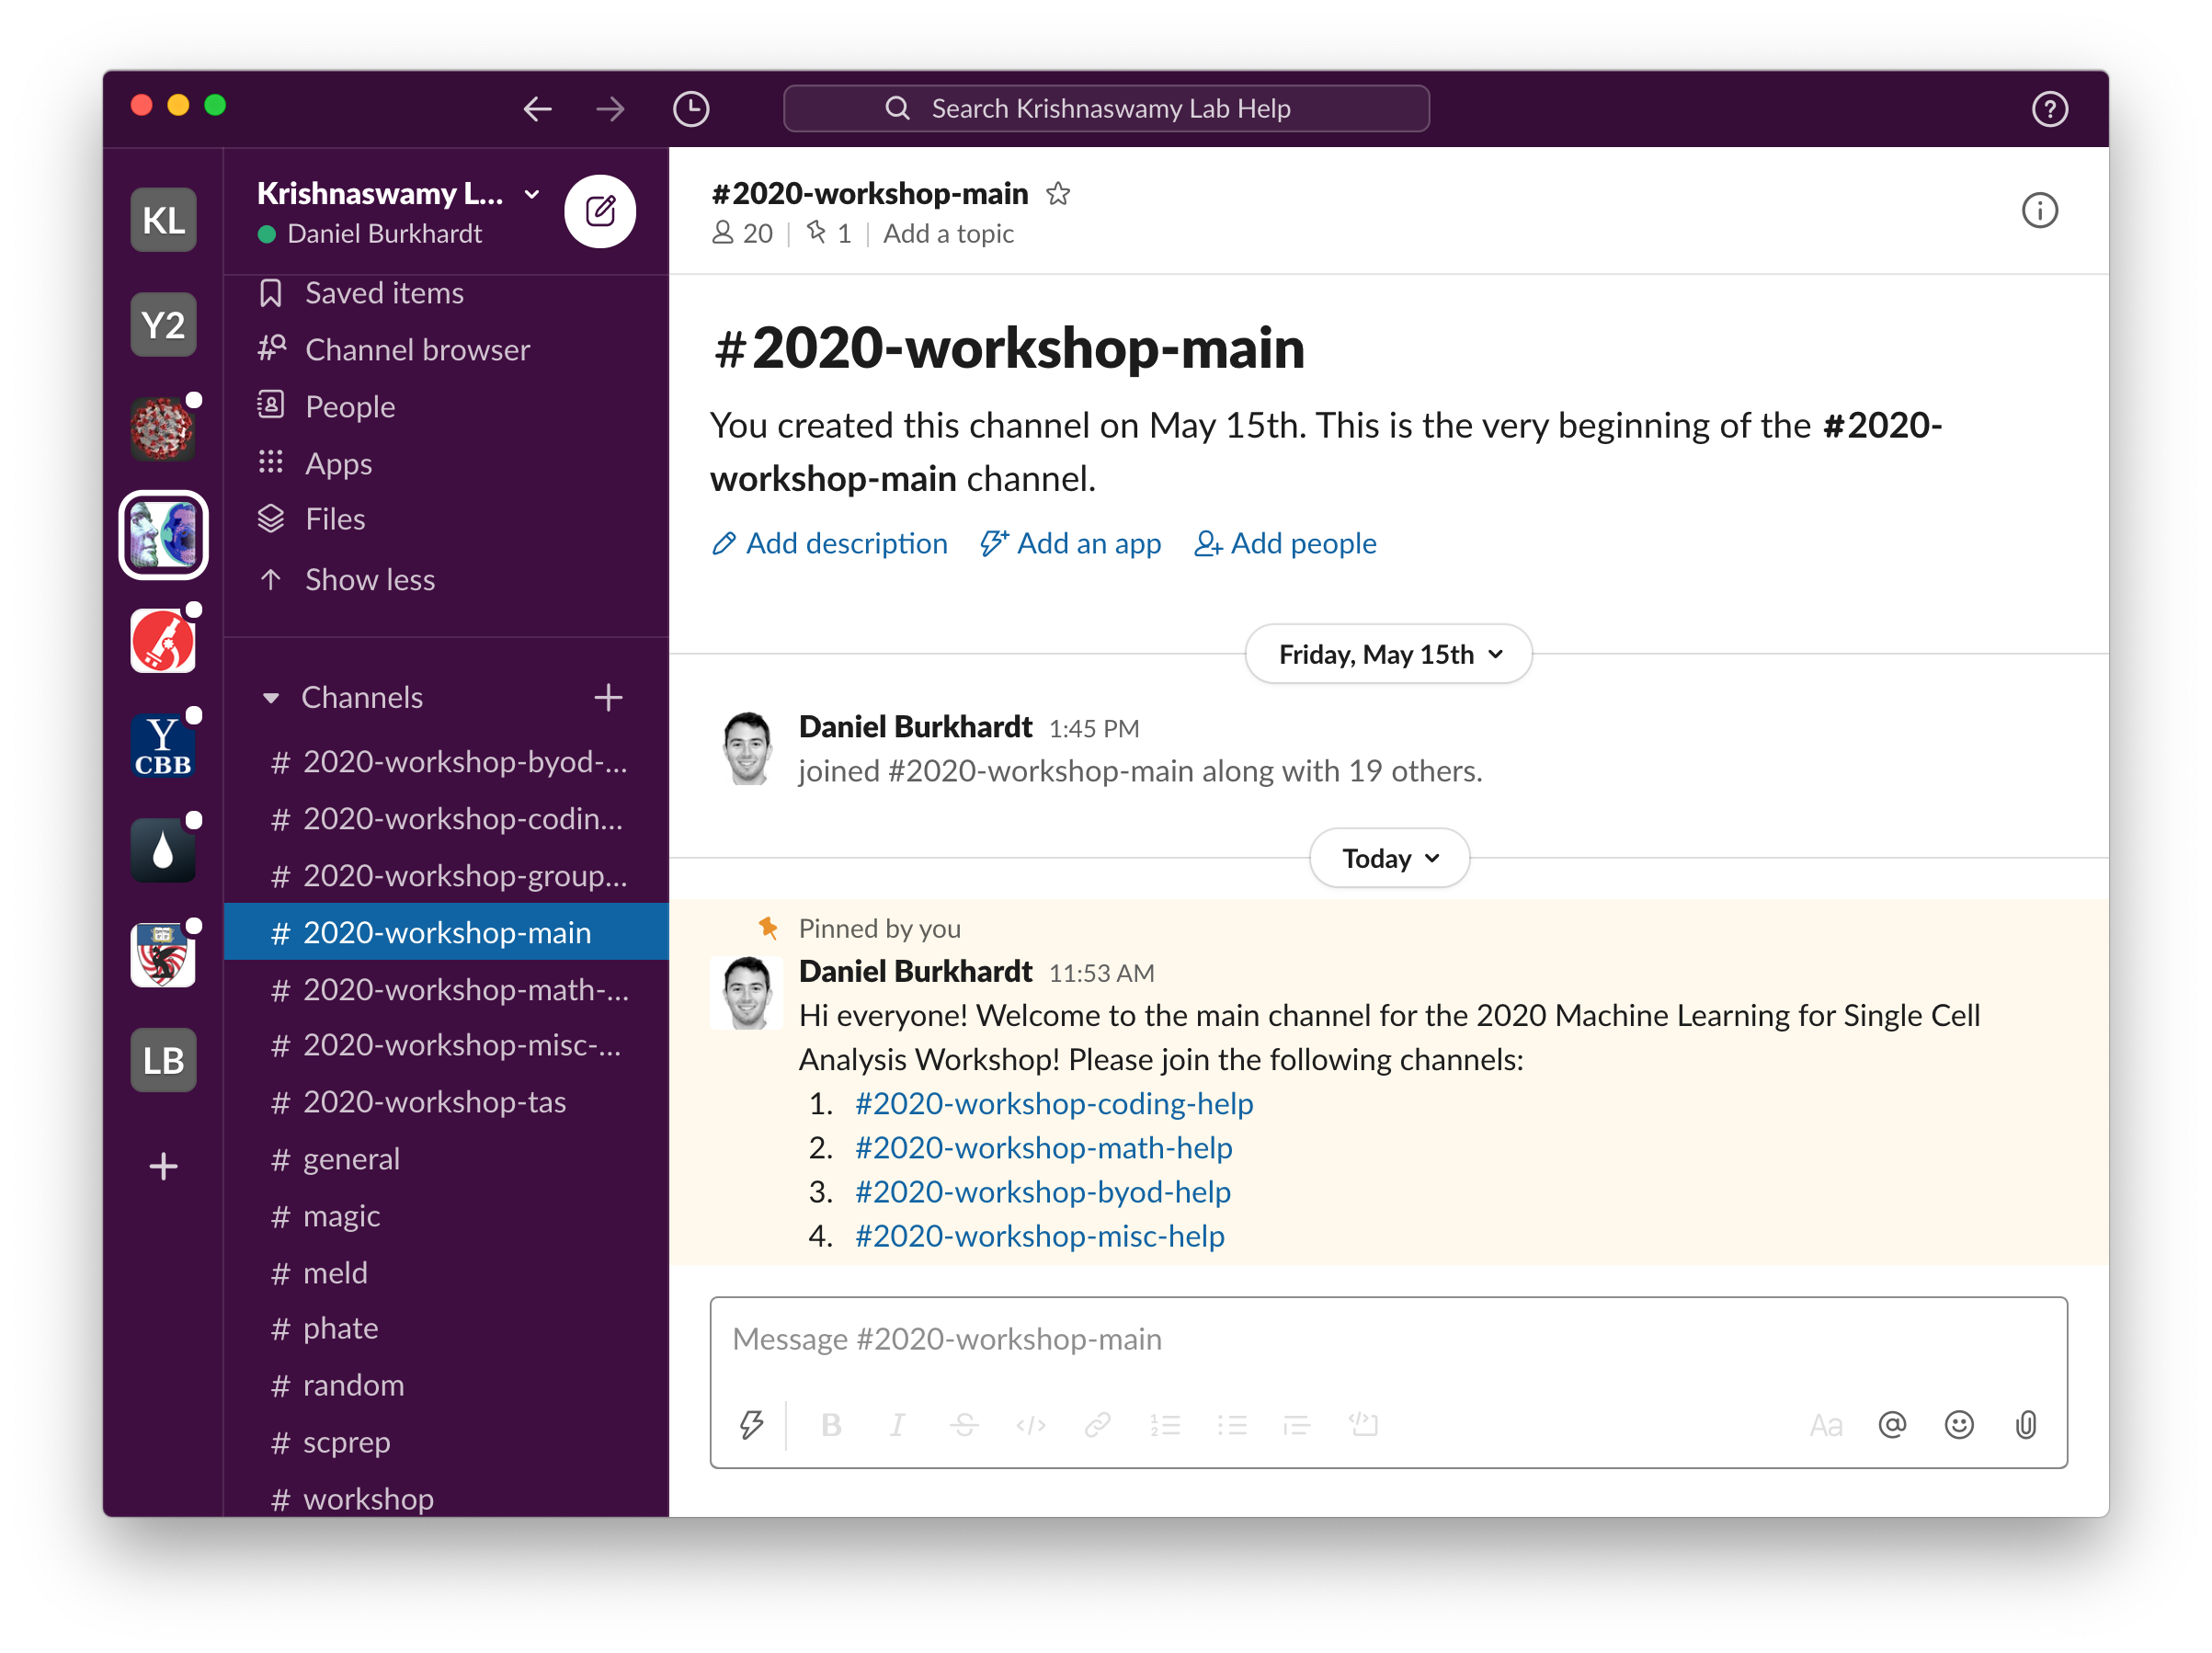 Search Krishnaswamy Lab Help
KL
Y2
Y
CBB
LB
Krishnaswamy L...
Daniel Burkhardt
Saved items
Channel browser
People
Apps
Files
Show less
Channels
# 2020-workshop-byod-...
# 2020-workshop-codin...
# 2020-workshop-group...
# 2020-workshop-main
# 2020-workshop-math-...
# 2020-workshop-misc-...
# 2020-workshop-tas
# general
# magic
# meld
# phate
# random
# scprep
# workshop
#2020-workshop-main
20 | 1 | Add a topic
#2020-workshop-main
You created this channel on May 15th. This is the very beginning of the #2020-
workshop-main channel.
Add description Add an app Add people
Friday, May 15th
Daniel Burkhardt 1:45 PM
joined #2020-workshop-main along with 19 others.
Today
Pinned by you
Daniel Burkhardt 11:53 AM
Hi everyone! Welcome to the main channel for the 2020 Machine Learning for Single Cell
Analysis Workshop! Please join the following channels:
1. #2020-workshop-coding-help
2. #2020-workshop-math-help
3. #2020-workshop-byod-help
4. #2020-workshop-misc-help
Message #2020-workshop-main
B I S </> Aa @